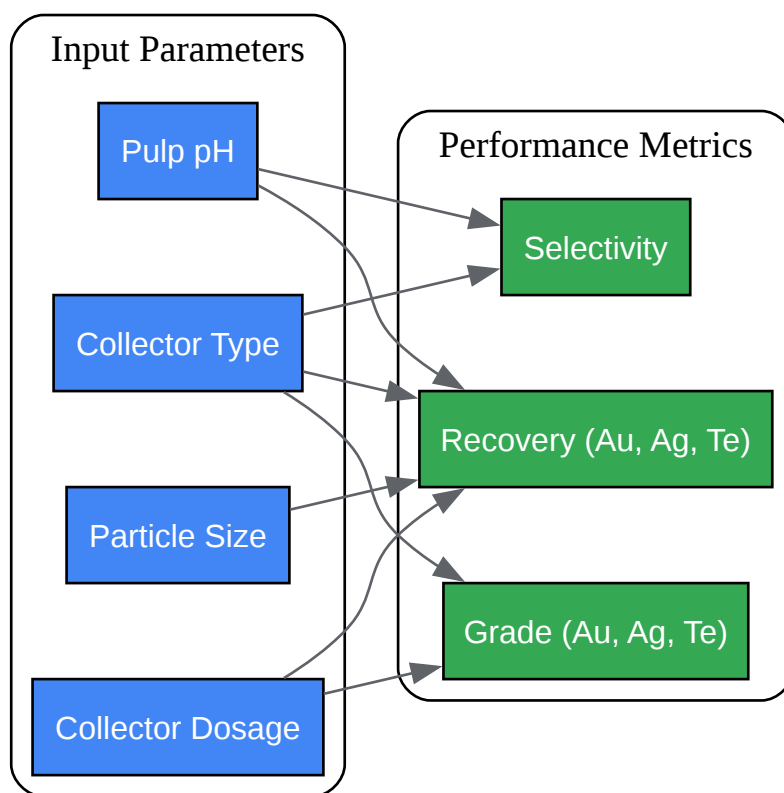 Input Parameters
Pulp pH
Collector Type
Particle Size
Collector Dosage
Performance Metrics
Selectivity
Recovery (Au, Ag, Te)
Grade (Au, Ag, Te)